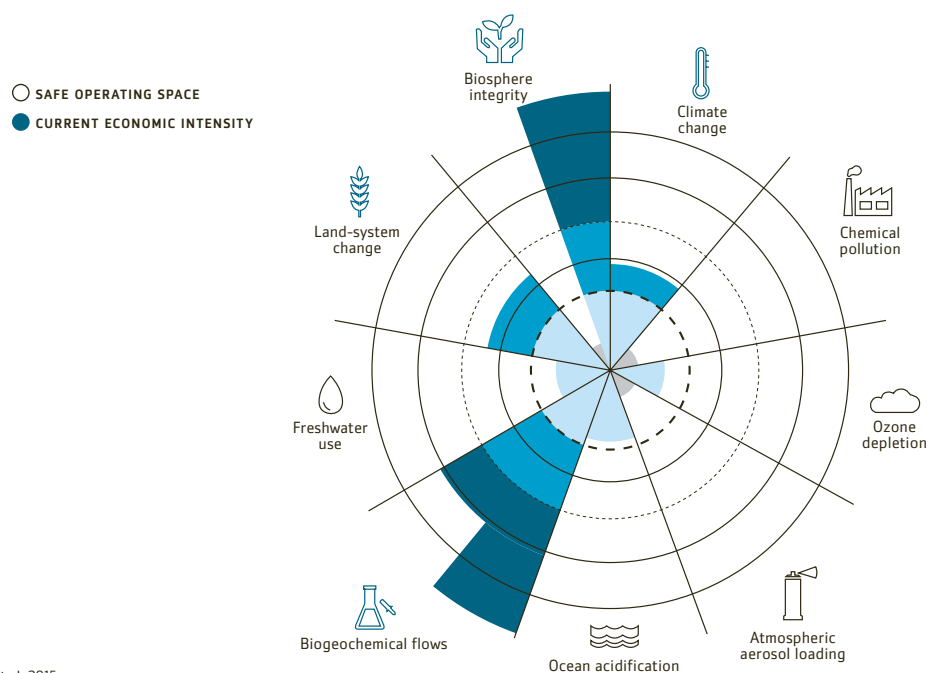 SAFE OPERATING SPACE
CURRENT ECONOMIC INTENSITY
Biosphere
integrity
Climate
change
Land-system
change
Chemical
pollution
Freshwater
use
Ozone
depletion
Biogeochemical flows
Ocean acidification
Atmospheric
aerosol loading
2015